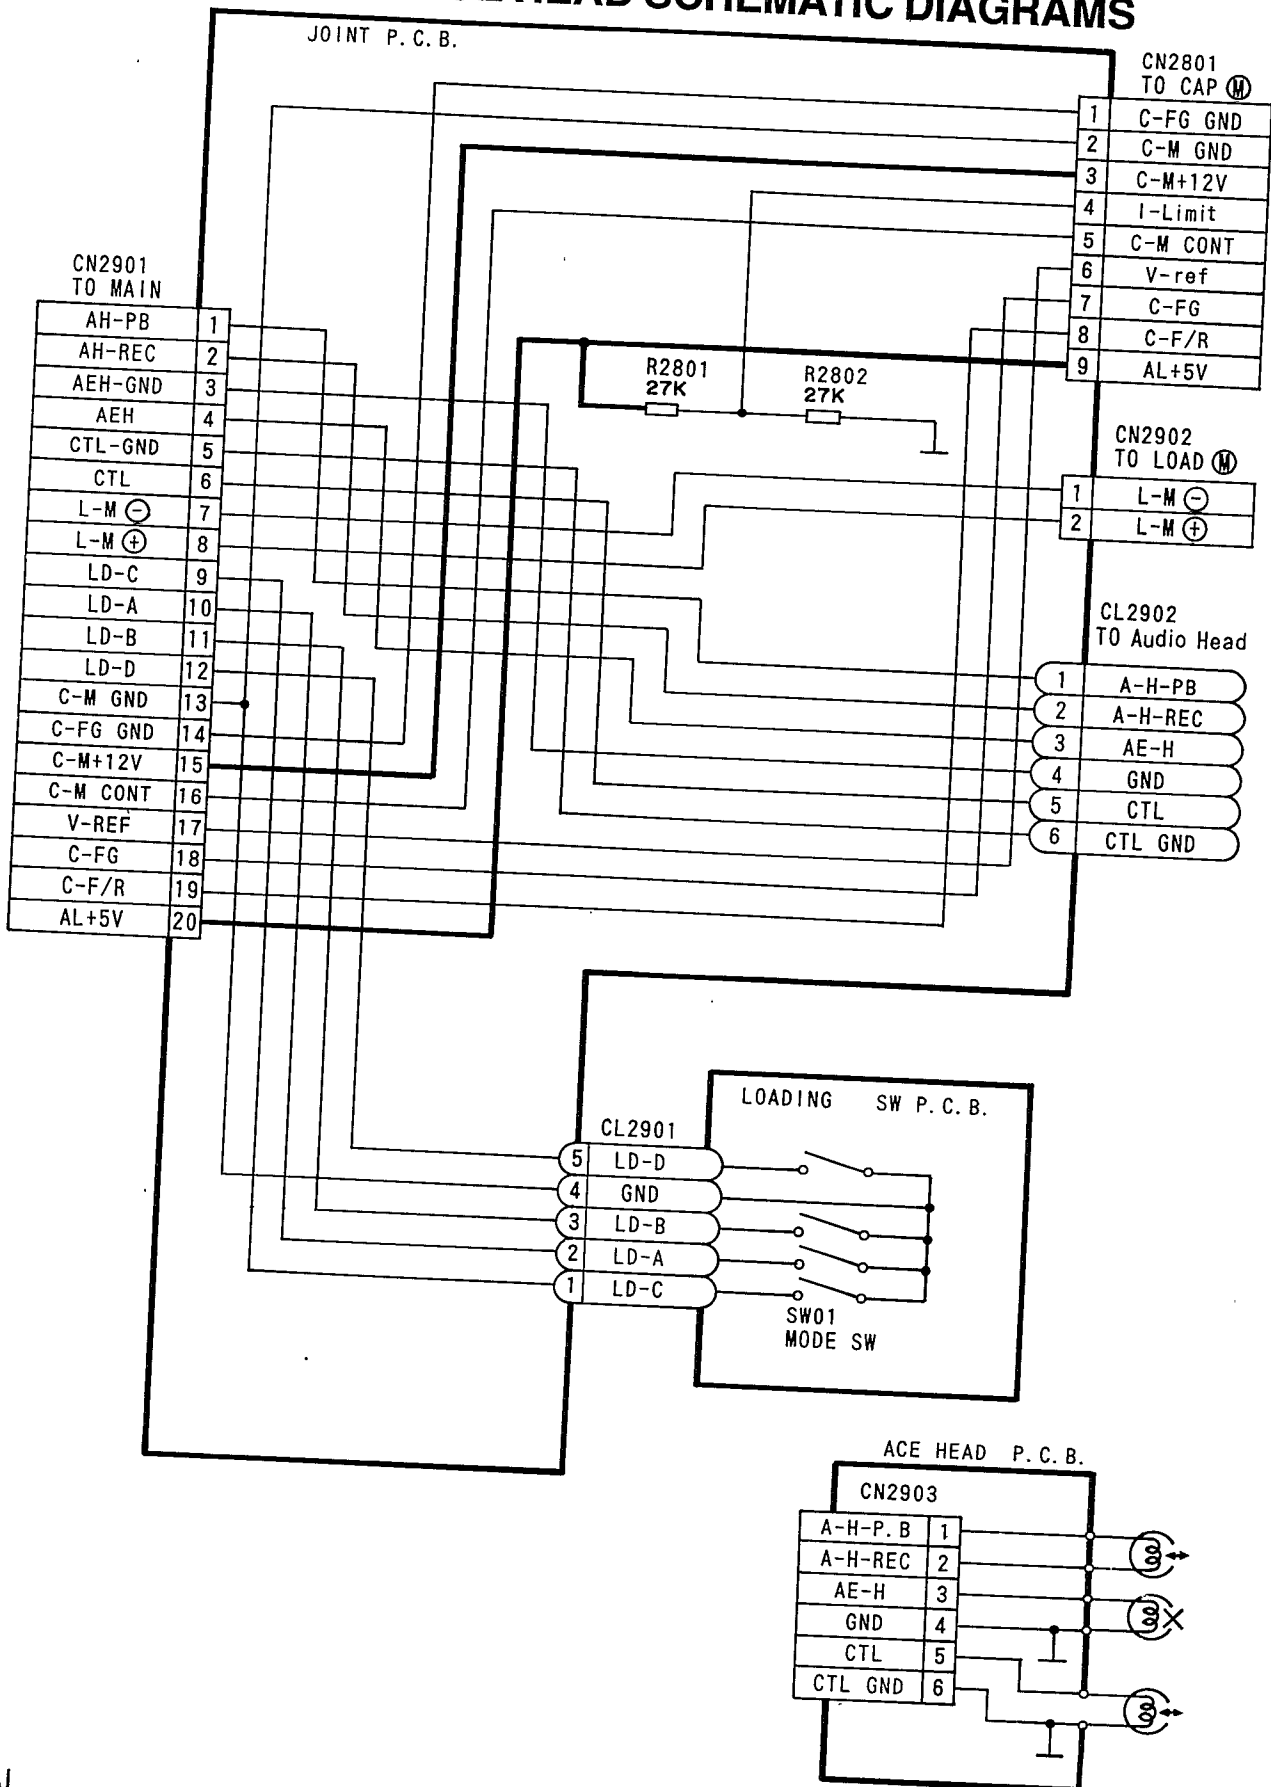 HEAD SCHEMATIC DIAGRAMS
JOINT P.C.B.
CN2801
TO CAP Ⓜ
1 C-FG GND
2 C-M GND
3 C-M+12V
4 I-Limit
5 C-M CONT
6 V-ref
7 C-FG
8 C-F/R
9 AL+5V
CN2901
TO MAIN
AH-PB 1
AH-REC 2
AEH-GND 3
AEH 4
CTL-GND 5
CTL 6
L-M ⊖ 7
L-M ⊕ 8
LD-C 9
LD-A 10
LD-B 11
LD-D 12
C-M GND 13
C-FG GND 14
C-M+12V 15
C-M CONT 16
V-REF 17
C-FG 18
C-F/R 19
AL+5V 20
R2801
27K
R2802
27K
CN2902
TO LOAD Ⓜ
1 L-M ⊖
2 L-M ⊕
CL2902
TO Audio Head
1 A-H-PB
2 A-H-REC
3 AE-H
4 GND
5 CTL
6 CTL GND
LOADING SW P.C.B.
CL2901
5 LD-D
4 GND
3 LD-B
2 LD-A
1 LD-C
SW01
MODE SW
ACE HEAD P.C.B.
CN2903
A-H-P.B 1
A-H-REC 2
AE-H 3
GND 4
CTL 5
CTL GND 6